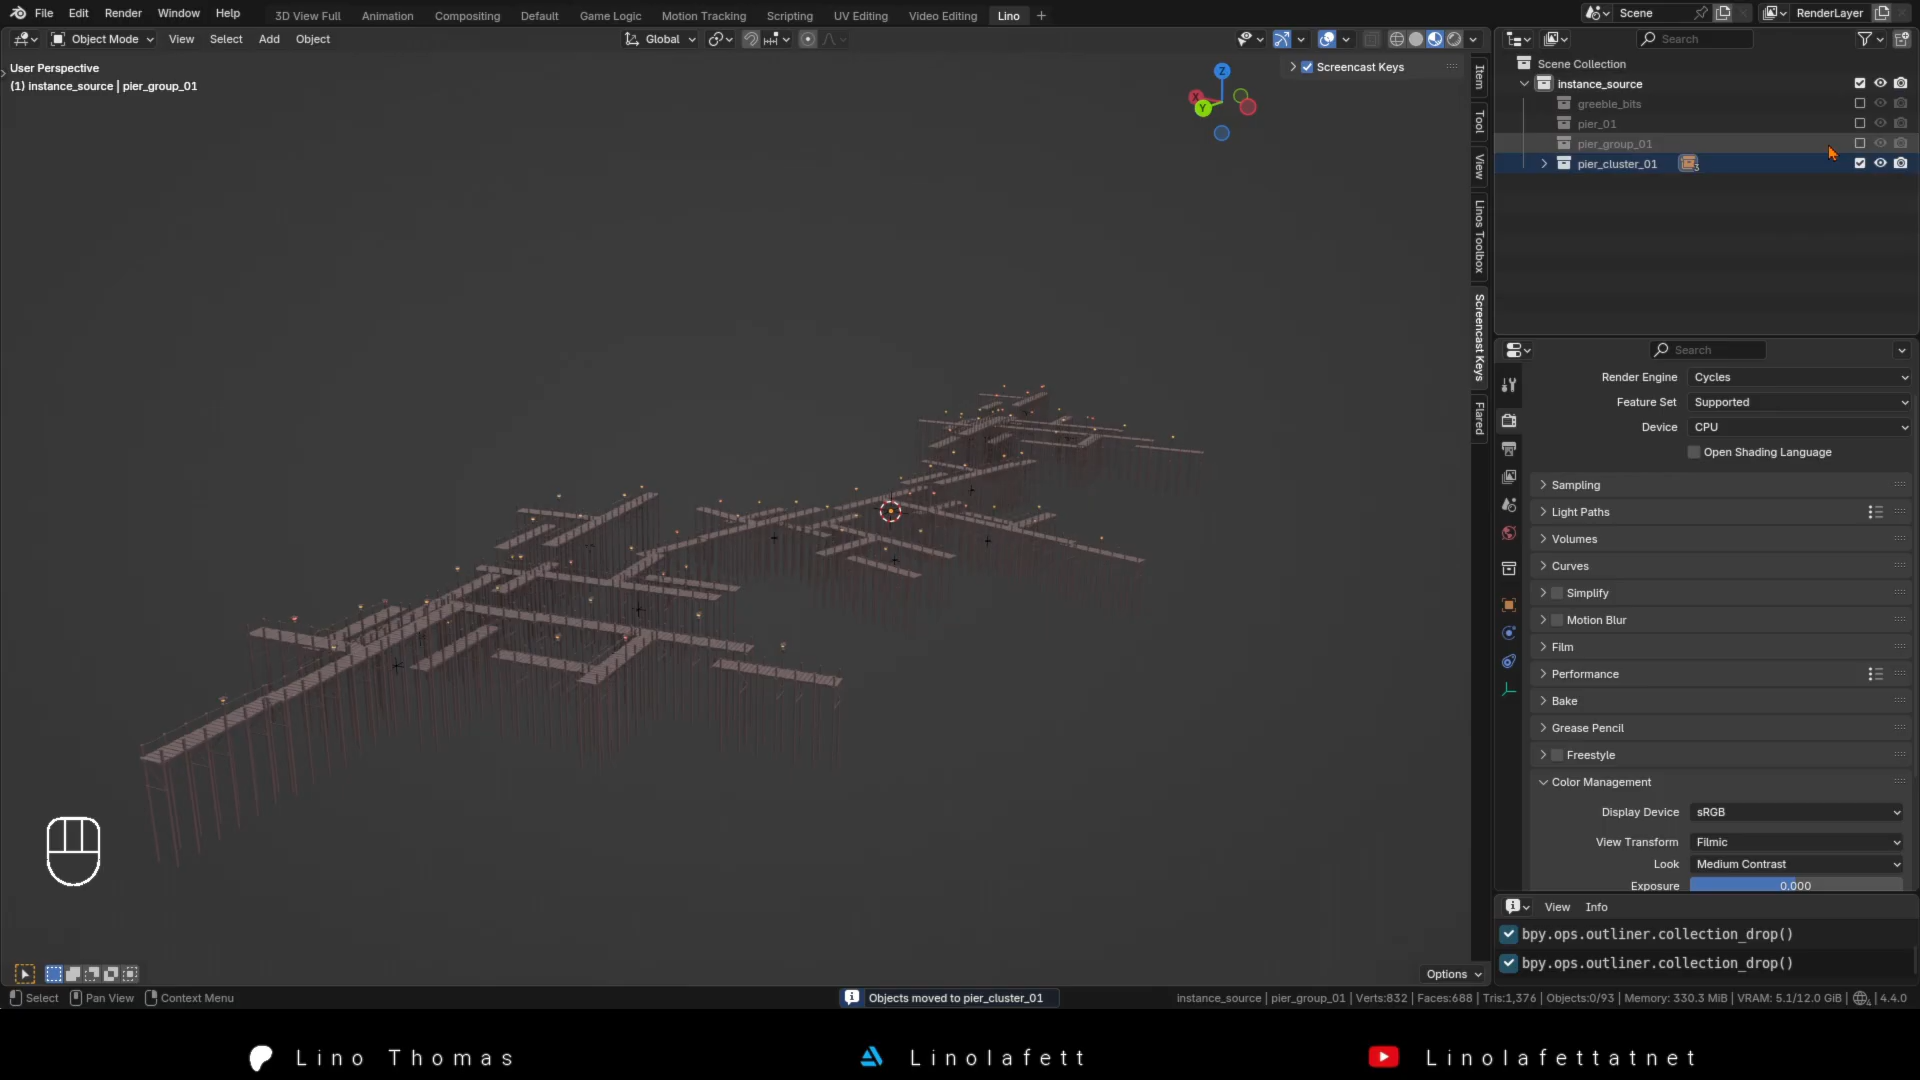 File Edit Render Window Help 3D View Full Animation Compositing Default Game Logic Motion Tracking Scripting UV Editing Video Editing Lino + Scene RenderLayer
Object Mode View Select Add Object Global Search
User Perspective
(1) instance_source | pier_group_01
Screencast Keys
Z
X
Y
Item
Tool
View
Linos Toolbox
Screencast Keys
Flared
Scene Collection
instance_source
greeble_bits
pier_01
pier_group_01
pier_cluster_01 3
Search
Render Engine Cycles
Feature Set Supported
Device CPU
Open Shading Language
Sampling
Light Paths
Volumes
Curves
Simplify
Motion Blur
Film
Performance
Bake
Grease Pencil
Freestyle
Color Management
Display Device sRGB
View Transform Filmic
Look Medium Contrast
Exposure 0.000
View Info
bpy.ops.outliner.collection_drop()
bpy.ops.outliner.collection_drop()
Options
Select Pan View Context Menu Objects moved to pier_cluster_01 instance_source | pier_group_01 | Verts:832 | Faces:688 | Tris:1,376 | Objects:0/93 | Memory: 330.3 MiB | VRAM: 5.1/12.0 GiB | 4.4.0
Lino Thomas Linolafett Linolafettatnet